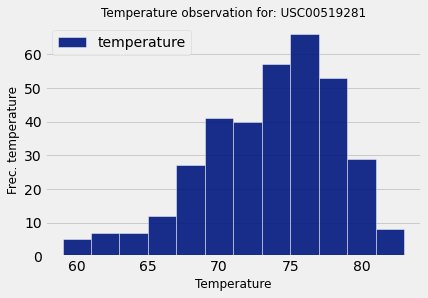 Temperature observation for: USC00519281
temperature
Frec. temperature
60
50
40
30
20
10
0
60 65 70 75 80
Temperature